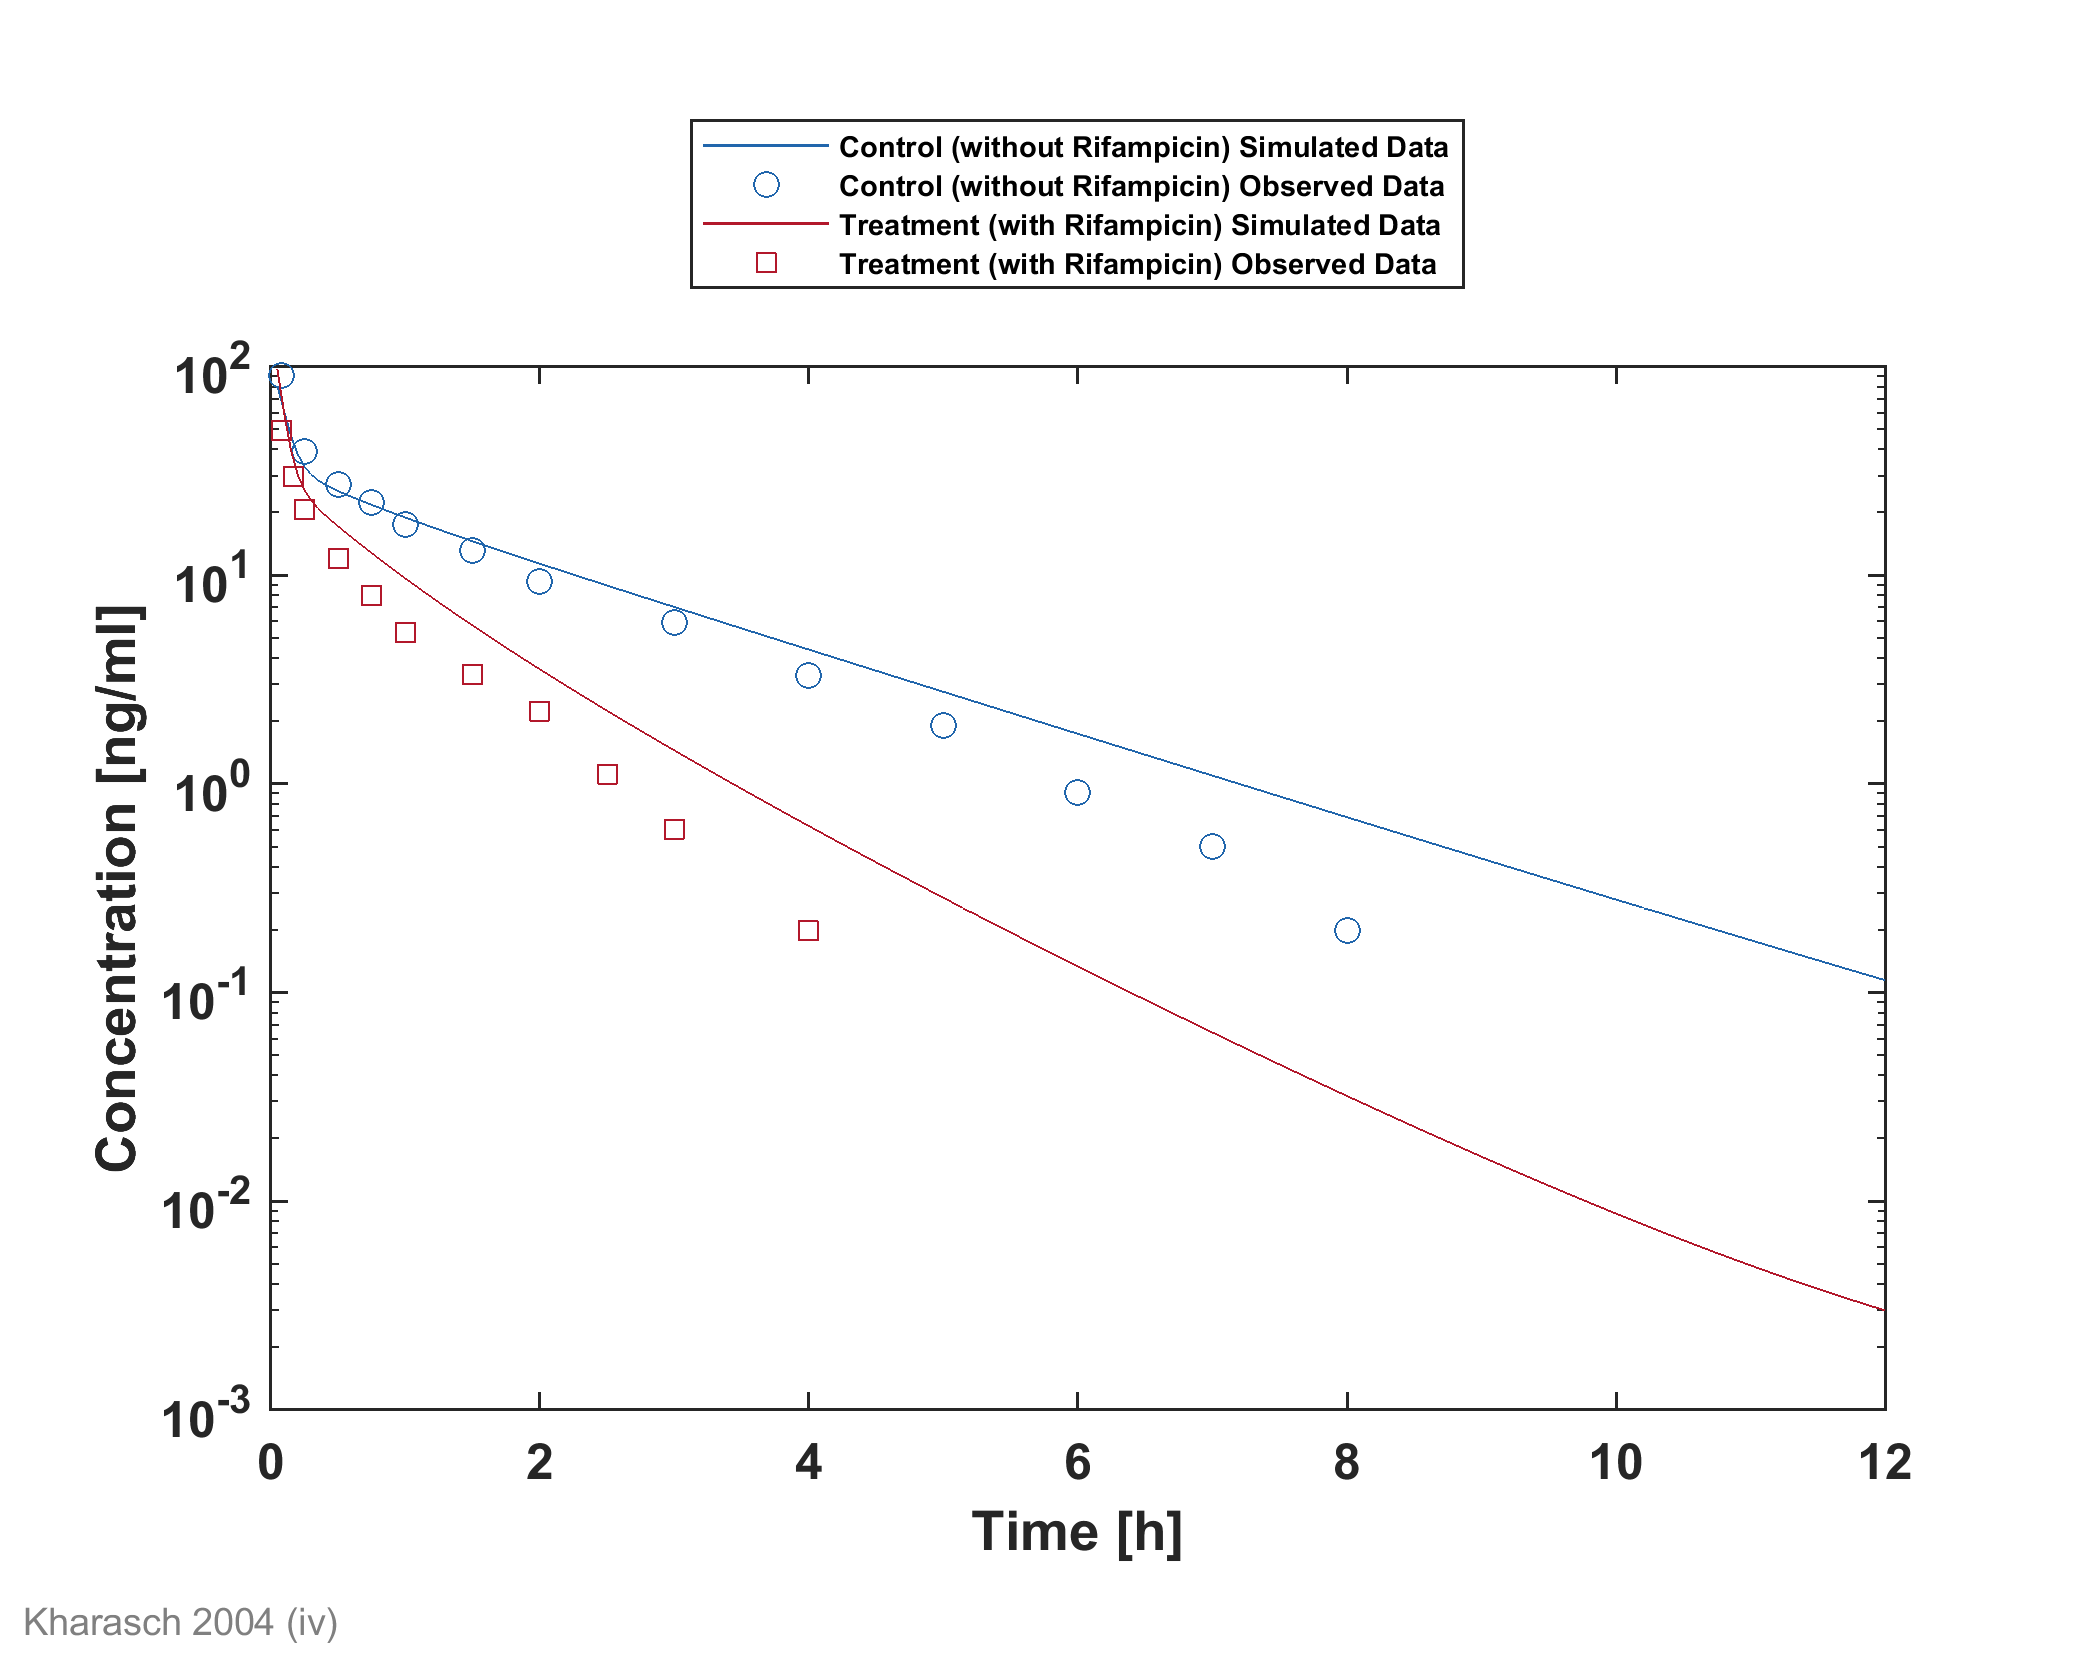 Control (without Rifampicin) Simulated Data
Control (without Rifampicin) Observed Data
Treatment (with Rifampicin) Simulated Data
Treatment (with Rifampicin) Observed Data
10^2
10^1
10^0
10^-1
10^-2
10^-3
Concentration [ng/ml]
0 2 4 6 8 10 12
Time [h]
Kharasch 2004 (iv)